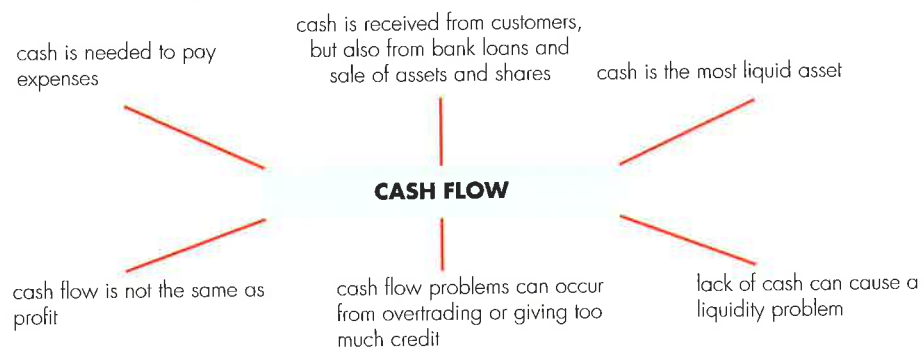 cash is needed to pay
expenses
cash is received from customers,
but also from bank loans and
sale of assets and shares
cash is the most liquid asset
CASH FLOW
cash flow is not the same as
profit
cash flow problems can occur
from overtrading or giving too
much credit
lack of cash can cause a
liquidity problem